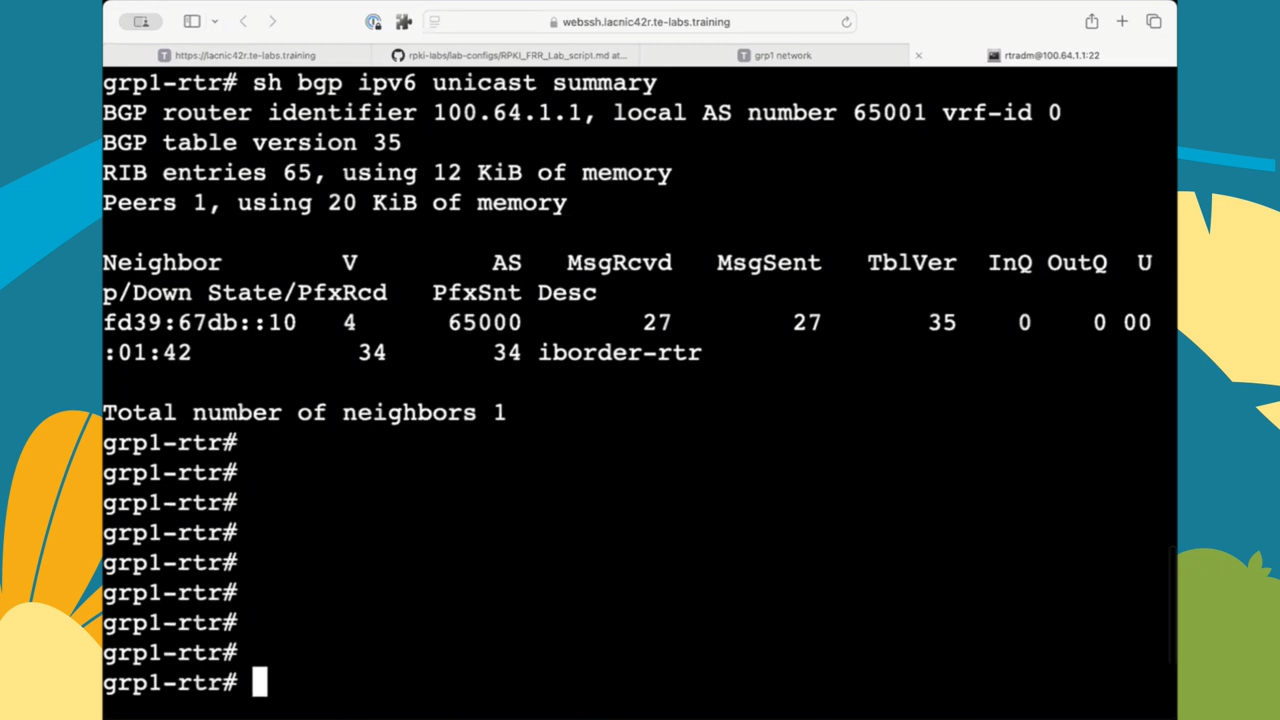 webssh.lacnic42r.te-labs.training
https://lacnic42r.te-labs.training
rpki-labs/lab-configs/RPKI_FRR_Lab_script.md at...
grp1 network
rtradm@100.64.1.1:22
grp1-rtr# sh bgp ipv6 unicast summary
BGP router identifier 100.64.1.1, local AS number 65001 vrf-id 0
BGP table version 35
RIB entries 65, using 12 KiB of memory
Peers 1, using 20 KiB of memory
Neighbor V AS MsgRcvd MsgSent TblVer InQ OutQ U
p/Down State/PfxRcd PfxSnt Desc
fd39:67db::10 4 65000 27 27 35 0 0 00
:01:42 34 34 iborder-rtr
Total number of neighbors 1
grp1-rtr#
grp1-rtr#
grp1-rtr#
grp1-rtr#
grp1-rtr#
grp1-rtr#
grp1-rtr#
grp1-rtr#
grp1-rtr#